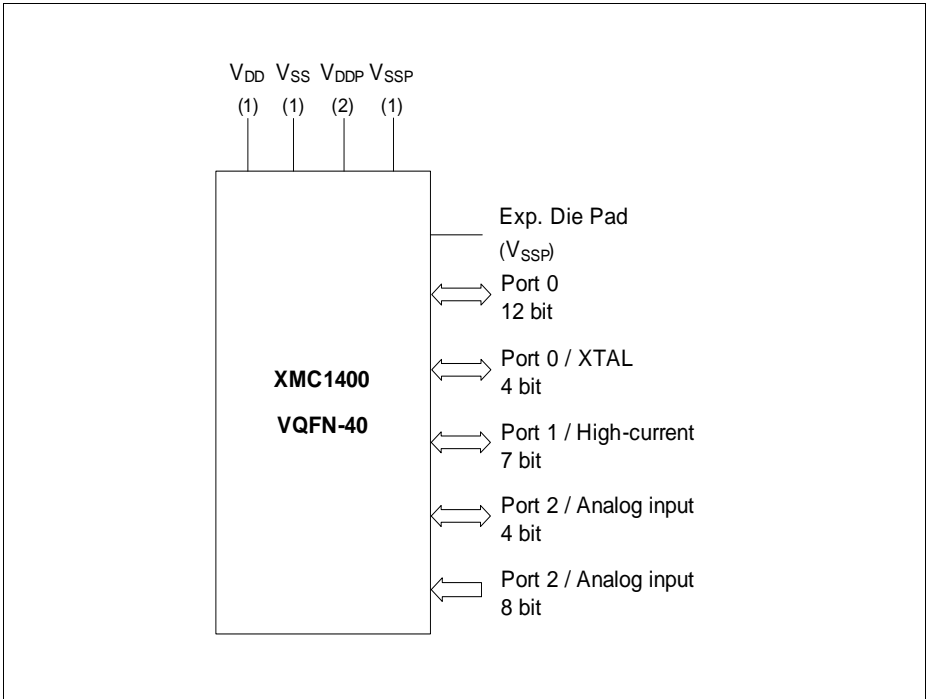 VDD VSS VDDP VSSP
(1) (1) (2) (1)
Exp. Die Pad
(VSSP)
Port 0
12 bit
Port 0 / XTAL
4 bit
XMC1400
VQFN-40
Port 1 / High-current
7 bit
Port 2 / Analog input
4 bit
Port 2 / Analog input
8 bit